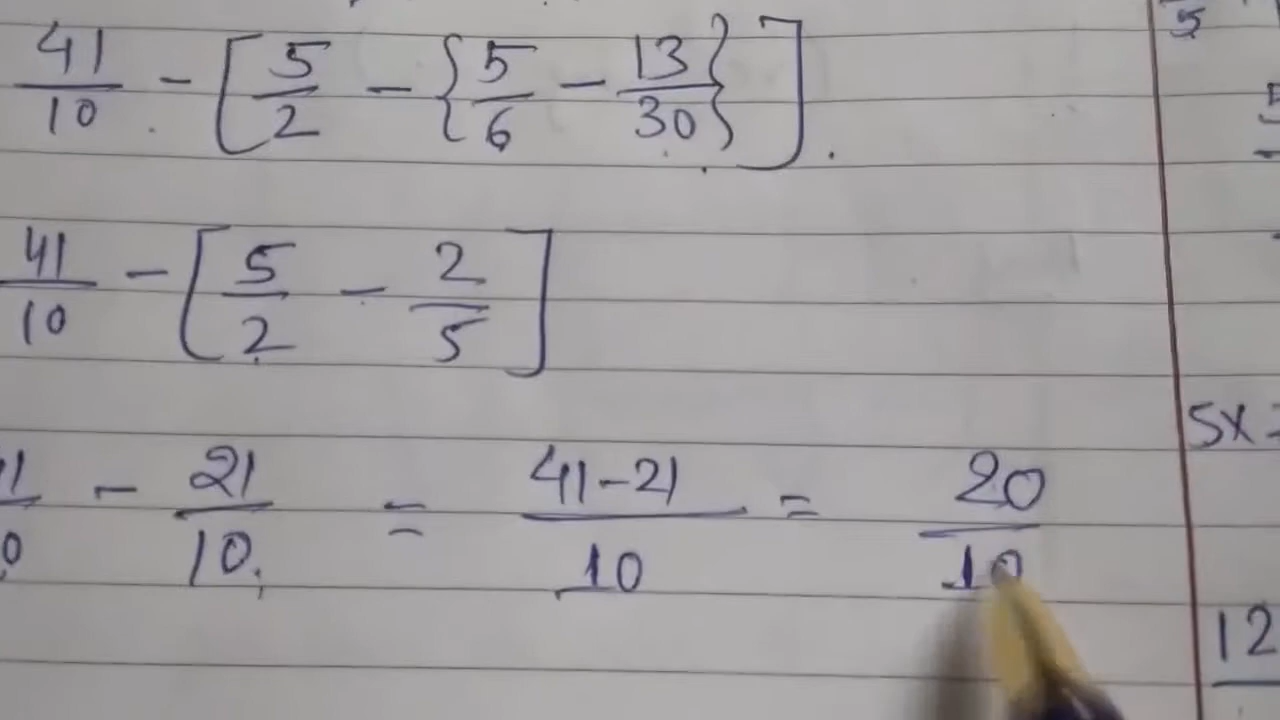 41/10 - [5/2 - {5/6 - 13/30}]
41/10 - [5/2 - 2/5]
- 21/10 = 41-21/10 = 20/10
5
5x =
12